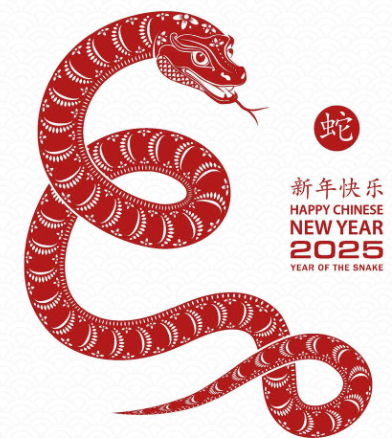 蛇
新年快乐
HAPPY CHINESE
NEW YEAR
2025
YEAR OF THE SNAKE